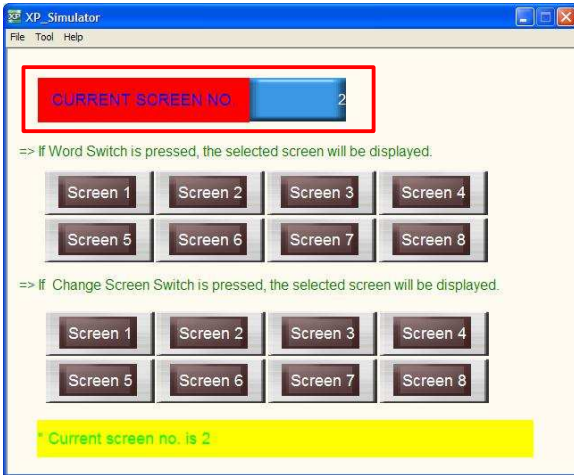 XP_Simulator
File Tool Help
CURRENT SCREEN NO 2
=> If Word Switch is pressed, the selected screen will be displayed.
Screen 1 Screen 2 Screen 3 Screen 4
Screen 5 Screen 6 Screen 7 Screen 8
=> If Change Screen Switch is pressed, the selected screen will be displayed.
Screen 1 Screen 2 Screen 3 Screen 4
Screen 5 Screen 6 Screen 7 Screen 8
* Current screen no. is 2